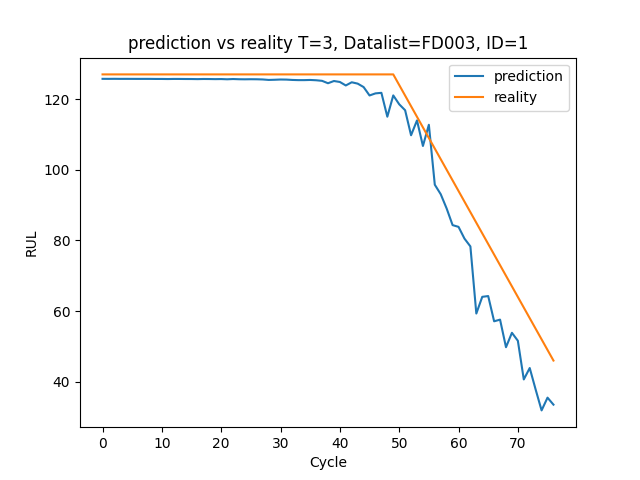 prediction vs reality T=3, Datalist=FD003, ID=1
prediction
reality
120
100
80
60
40
RUL
0 10 20 30 40 50 60 70
Cycle